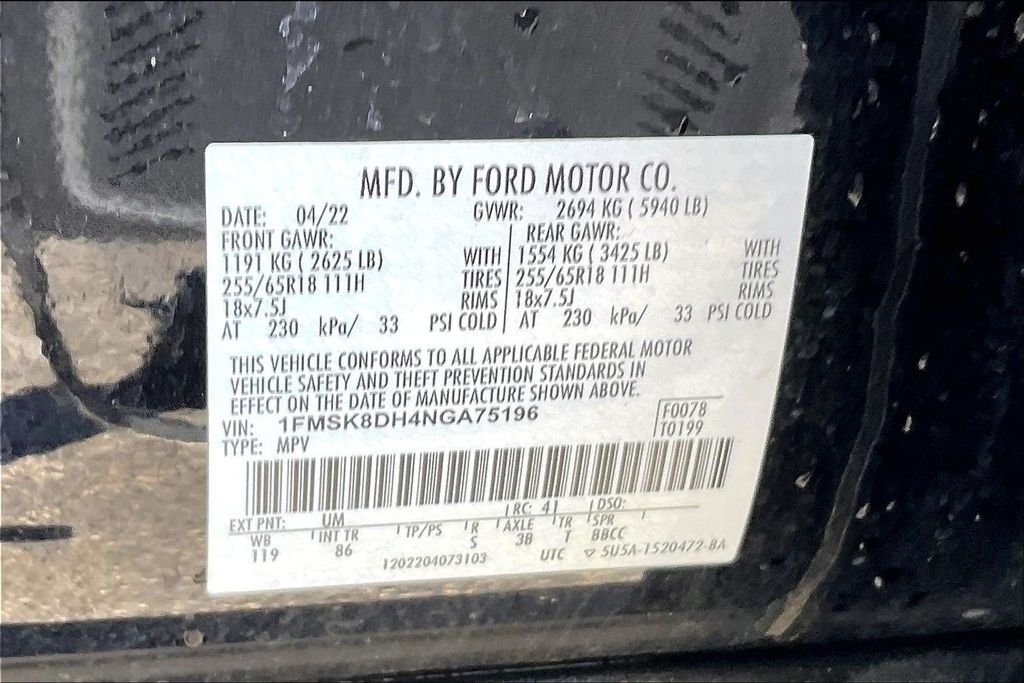 MFD. BY FORD MOTOR CO.
DATE: 04/22 GVWR: 2694 KG ( 5940 LB)
FRONT GAWR: REAR GAWR:
1191 KG ( 2625 LB) WITH 1554 KG ( 3425 LB) WITH
255/65R18 111H TIRES 255/65R18 111H TIRES
18x7.5J RIMS 18x7.5J RIMS
AT 230 kPa/ 33 PSI COLD AT 230 kPa/ 33 PSI COLD
THIS VEHICLE CONFORMS TO ALL APPLICABLE FEDERAL MOTOR
VEHICLE SAFETY AND THEFT PREVENTION STANDARDS IN
EFFECT ON THE DATE OF MANUFACTURE SHOWN ABOVE.
VIN: 1FMSK8DH4NGA75196 F0078
TYPE: MPV T0199
EXT PNT: UM RC: 41 DSO:
WB INT TR TP/PS R AXLE TR SPR
119 86 S 3B T BBCC
1202204073103 UTC ▽ 5U5A-1520472-BA